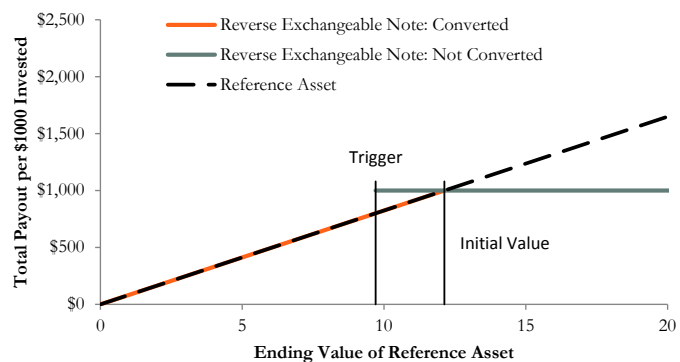 $2,500
Reverse Exchangeable Note: Converted
Reverse Exchangeable Note: Not Converted
$2,000
Reference Asset
Total Payout per $1000 Invested
$1,500
Trigger
$1,000
$500
Initial Value
$0
0
5
10
15
20
Ending Value of Reference Asset